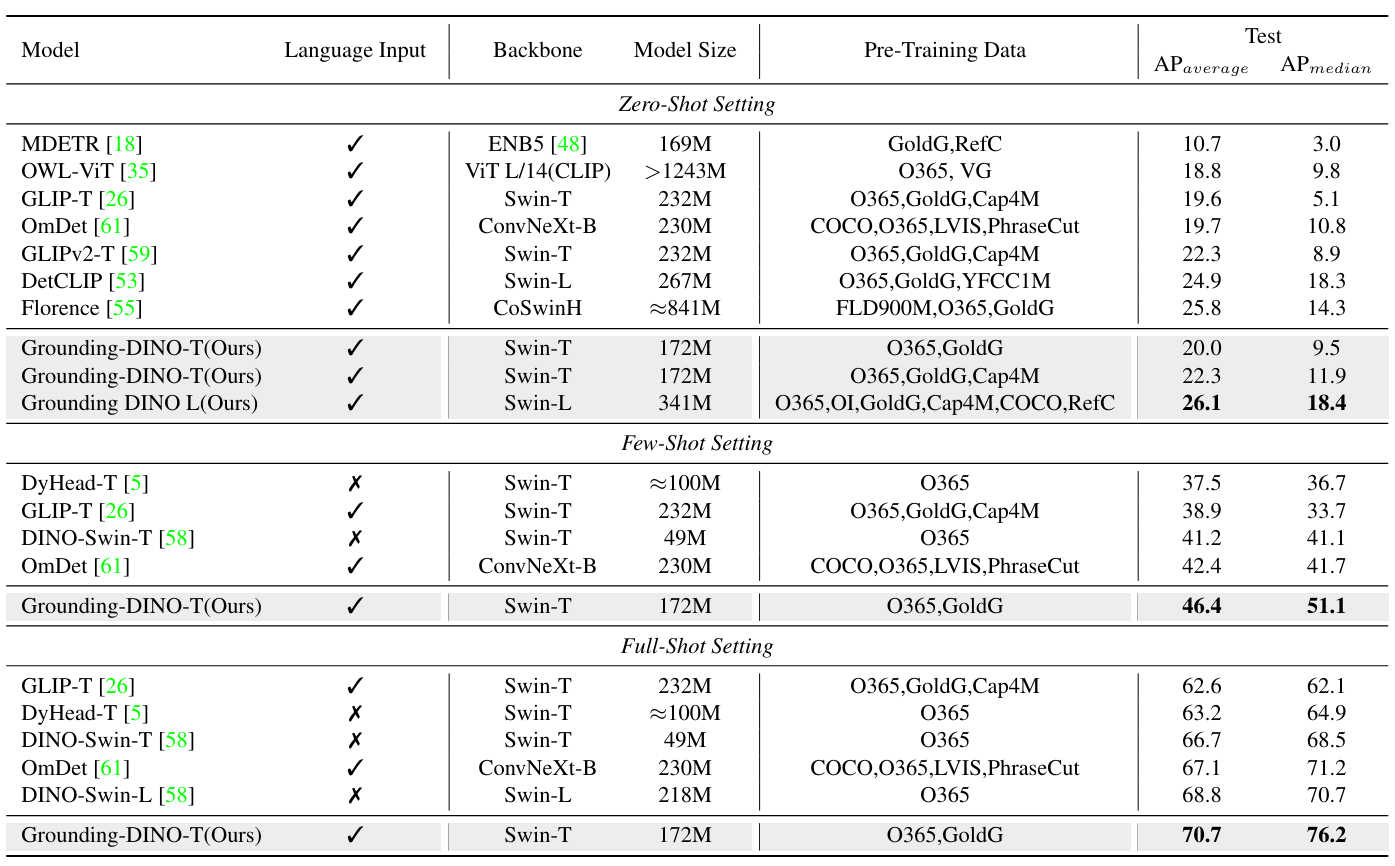 Model Language Input Backbone Model Size Pre-Training Data Test
APaverage APmedian
Zero-Shot Setting
MDETR [18] ✓ ENB5 [48] 169M GoldG,RefC 10.7 3.0
OWL-ViT [35] ✓ ViT L/14(CLIP) >1243M O365, VG 18.8 9.8
GLIP-T [26] ✓ Swin-T 232M O365,GoldG,Cap4M 19.6 5.1
OmDet [61] ✓ ConvNeXt-B 230M COCO,O365,LVIS,PhraseCut 19.7 10.8
GLIPv2-T [59] ✓ Swin-T 232M O365,GoldG,Cap4M 22.3 8.9
DetCLIP [53] ✓ Swin-L 267M O365,GoldG,YFCC1M 24.9 18.3
Florence [55] ✓ CoSwinH ≈841M FLD900M,O365,GoldG 25.8 14.3
Grounding-DINO-T(Ours) ✓ Swin-T 172M O365,GoldG 20.0 9.5
Grounding-DINO-T(Ours) ✓ Swin-T 172M O365,GoldG,Cap4M 22.3 11.9
Grounding DINO L(Ours) ✓ Swin-L 341M O365,OI,GoldG,Cap4M,COCO,RefC 26.1 18.4
Few-Shot Setting
DyHead-T [5] ✗ Swin-T ≈100M O365 37.5 36.7
GLIP-T [26] ✓ Swin-T 232M O365,GoldG,Cap4M 38.9 33.7
DINO-Swin-T [58] ✗ Swin-T 49M O365 41.2 41.1
OmDet [61] ✓ ConvNeXt-B 230M COCO,O365,LVIS,PhraseCut 42.4 41.7
Grounding-DINO-T(Ours) ✓ Swin-T 172M O365,GoldG 46.4 51.1
Full-Shot Setting
GLIP-T [26] ✓ Swin-T 232M O365,GoldG,Cap4M 62.6 62.1
DyHead-T [5] ✗ Swin-T ≈100M O365 63.2 64.9
DINO-Swin-T [58] ✗ Swin-T 49M O365 66.7 68.5
OmDet [61] ✓ ConvNeXt-B 230M COCO,O365,LVIS,PhraseCut 67.1 71.2
DINO-Swin-L [58] ✗ Swin-L 218M O365 68.8 70.7
Grounding-DINO-T(Ours) ✓ Swin-T 172M O365,GoldG 70.7 76.2